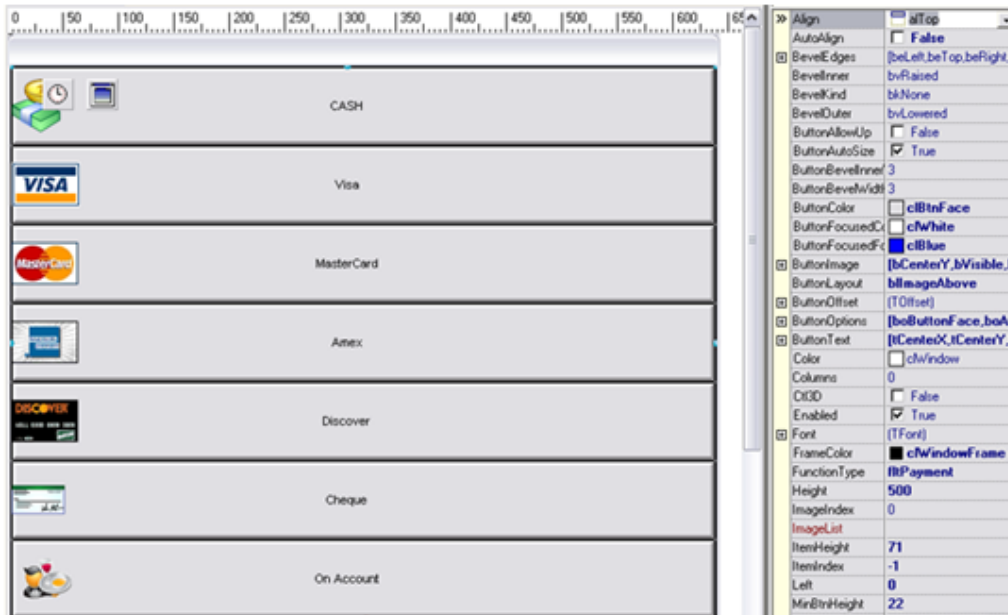 0 50 100 150 200 250 300 350 400 450 500 550 600
CASH
VISA
Visa
MasterCard
MasterCard
Amex
DISCOVER
Discover
Cheque
On Account
Align alTop
AutoAlign False
BevelEdges [beLeft,beTop,beRight,
BevelInner bvRaised
BevelKind bkNone
BevelOuter bvLowered
ButtonAllowUp False
ButtonAutoSize True
ButtonBevelInner 3
ButtonBevelWidth 3
ButtonColor clBtnFace
ButtonFocusedCo clWhite
ButtonFocusedFo clBlue
ButtonImage [bCenterY,bVisible,
ButtonLayout blImageAbove
ButtonOffset (TOffset)
ButtonOptions [boButtonFace,boA
ButtonText [tCenterX,tCenterY,
Color clWindow
Columns 0
Ctl3D False
Enabled True
Font (TFont)
FrameColor clWindowFrame
FunctionType fltPayment
Height 500
ImageIndex 0
ImageList
ItemHeight 71
ItemIndex -1
Left 0
MinBtnHeight 22